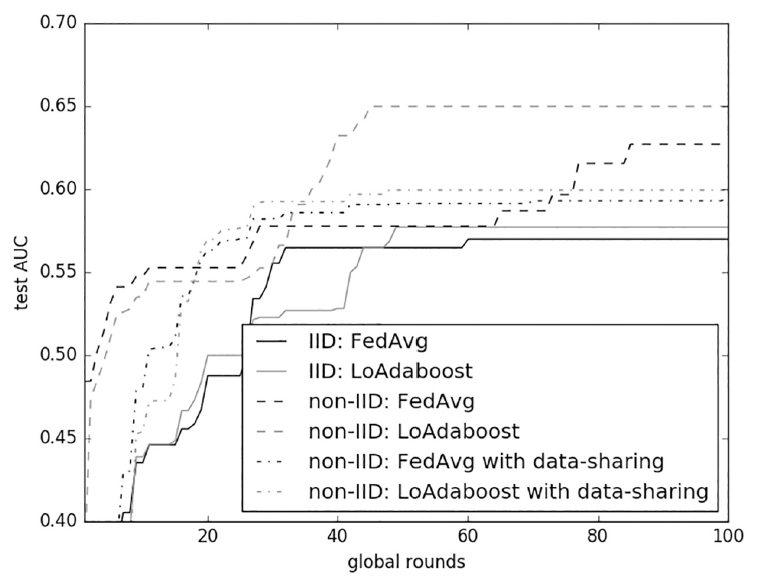 0.70
0.65
0.60
0.55
0.50
0.45
0.40
test AUC
IID: FedAvg
IID: LoAdaboost
non-IID: FedAvg
non-IID: LoAdaboost
non-IID: FedAvg with data-sharing
non-IID: LoAdaboost with data-sharing
20 40 60 80 100
global rounds